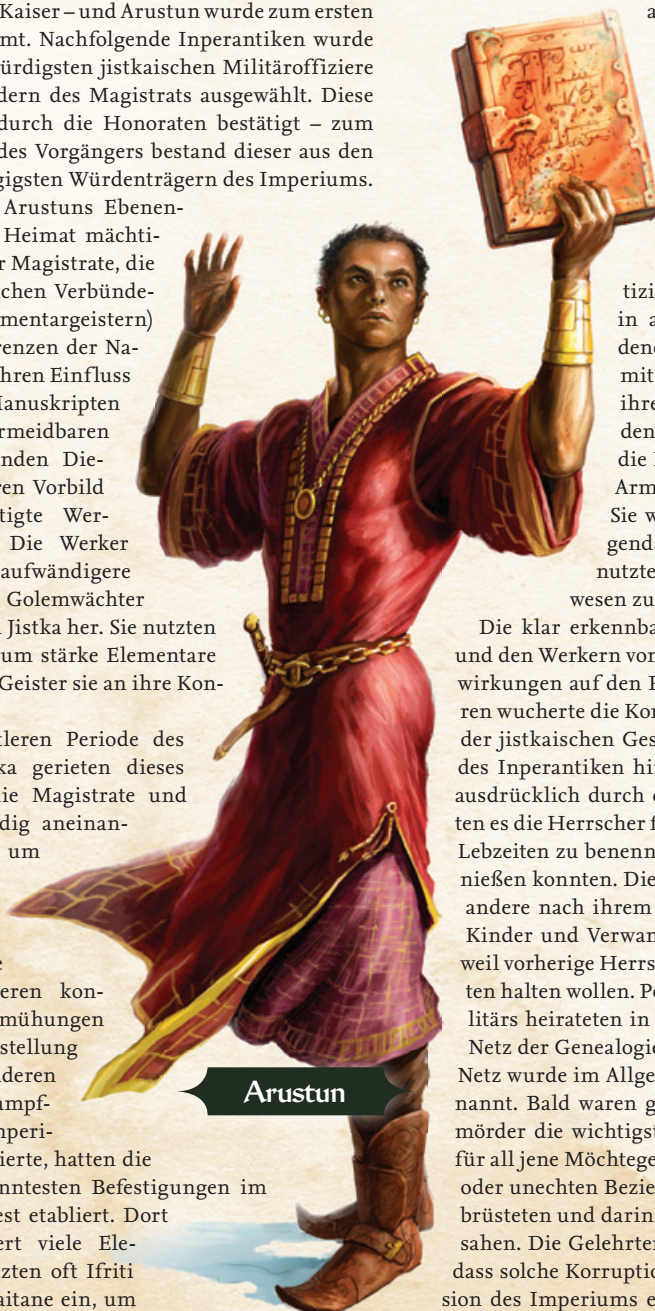 Kaiser – und Arustun wurde zum ersten
mt. Nachfolgende Inperantiken wurde
ürdigsten jistkaischen Militäroffiziere
dern des Magistrats ausgewählt. Diese
durch die Honoraten bestätigt – zum
des Vorgängers bestand dieser aus den
gigsten Würdenträgern des Imperiums.
Arustuns Ebenen-
Heimat mächti-
r Magistrate, die
chen Verbünde-
mentargeistern)
renzen der Na-
hren Einfluss
Manuskripten
rmeidbaren
nden Die-
ren Vorbild
tigte Wer-
Die Werker
aufwändigere
Golemwächter
Jistka her. Sie nutzten
um stärke Elementare
Geister sie an ihre Kon-
tleren Periode des
ka gerieten dieses
ie Magistrate und
dig aneinan-
um
e
eren kon-
mühungen
stellung
deren
ampf-
nperi-
ierte, hatten die
nntesten Befestigungen im
est etabliert. Dort
ert viele Ele-
zten oft Ifriti
aitane ein, um
Arustun
a
tizi
in a
dene
mit
ihre
den
die
Arm
Sie w
gend
nutzte
wesen zu
Die klar erkennba
und den Werkern von
wirkungen auf den
ren wucherte die Kor
der jistkaischen Ges
des Inperantiken hi
ausdrücklich durch
ten es die Herrscher f
Lebzeiten zu benenn
nießen konnten. Die
andere nach ihrem
Kinder und Verwan
weil vorherige Herrs
ten halten wollen. P
litärs heirateten in
Netz der Genealogie
Netz wurde im Allge
nannt. Bald waren g
mörder die wichtigst
für all jene Möchtege
oder unechten Bezie
brüsteten und darin
sahen. Die Gelehrter
dass solche Korruptio
sion des Imperiums e